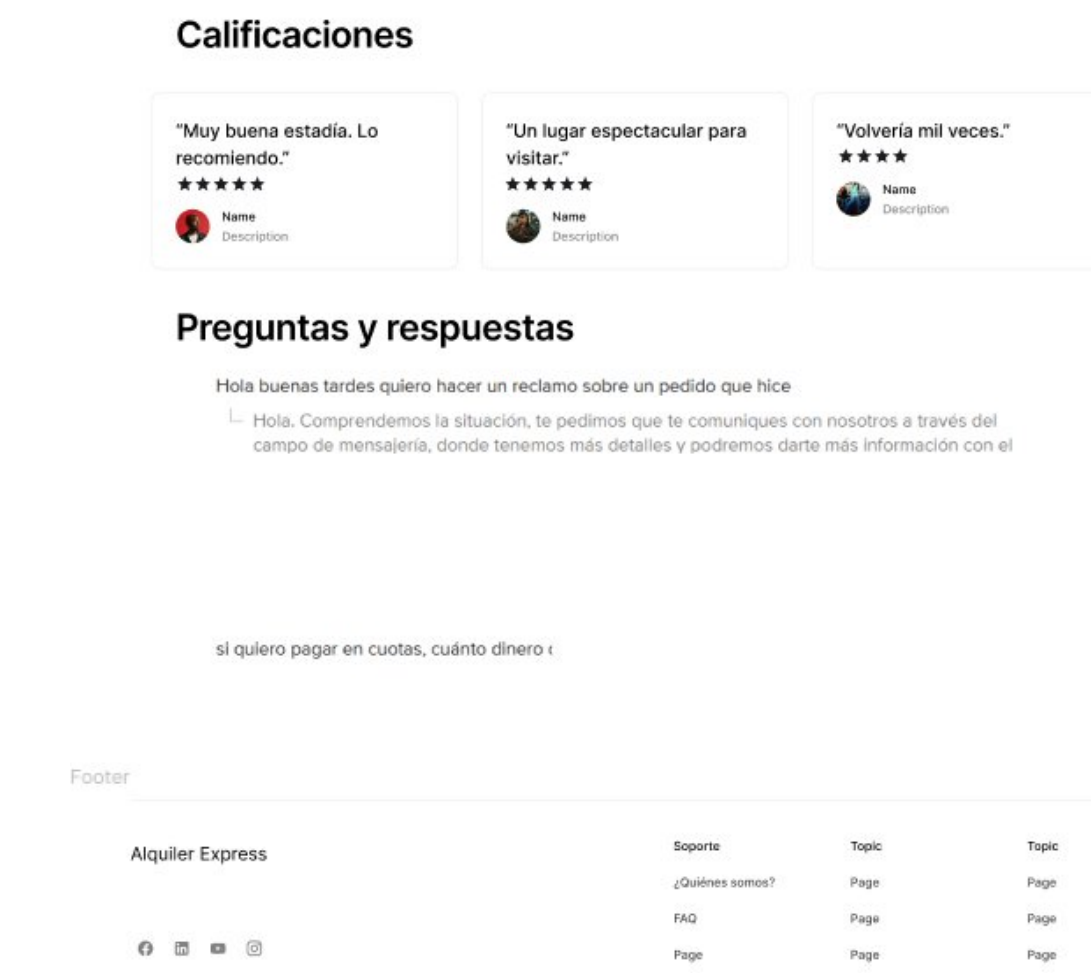 Calificaciones
"Muy buena estadía. Lo
recomiendo."
Name
Description
"Un lugar espectacular para
visitar."
Name
Description
"Volvería mil veces."
Name
Description
Preguntas y respuestas
Hola buenas tardes quiero hacer un reclamo sobre un pedido que hice
Hola. Comprendemos la situación, te pedimos que te comuniques con nosotros a través del
campo de mensajería, donde tenemos más detalles y podremos darte más información con el
si quiero pagar en cuotas, cuánto dinero
Footer
Alquiler Express
Soporte
¿Quiénes somos?
FAQ
Page
Topic
Page
Page
Page
Topic
Page
Page
Page